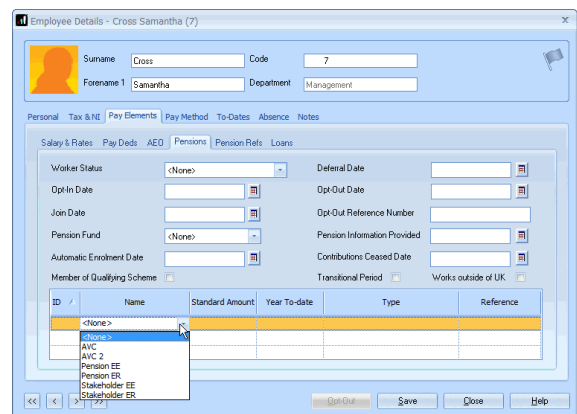 Employee Details - Cross Samantha (7)
x
Surname Cross Code 7
Forename 1 Samantha Department Management
Personal Tax & NI Pay Elements Pay Method To-Dates Absence Notes
Salary & Rates Pay Deds AEO Pensions Pension Refs Loans
Worker Status <None> Deferral Date
Opt-In Date Opt-Out Date
Join Date Opt-Out Reference Number
Pension Fund <None> Pension Information Provided
Automatic Enrolment Date Contributions Ceased Date
Member of Qualifying Scheme Transitional Period Works outside of UK
ID Name Standard Amount Year To-date Type Reference
<None>
<None>
AVC
AVC 2
Pension EE
Pension ER
Stakeholder EE
Stakeholder ER
<< < > >> Opt-Out Save Close Help